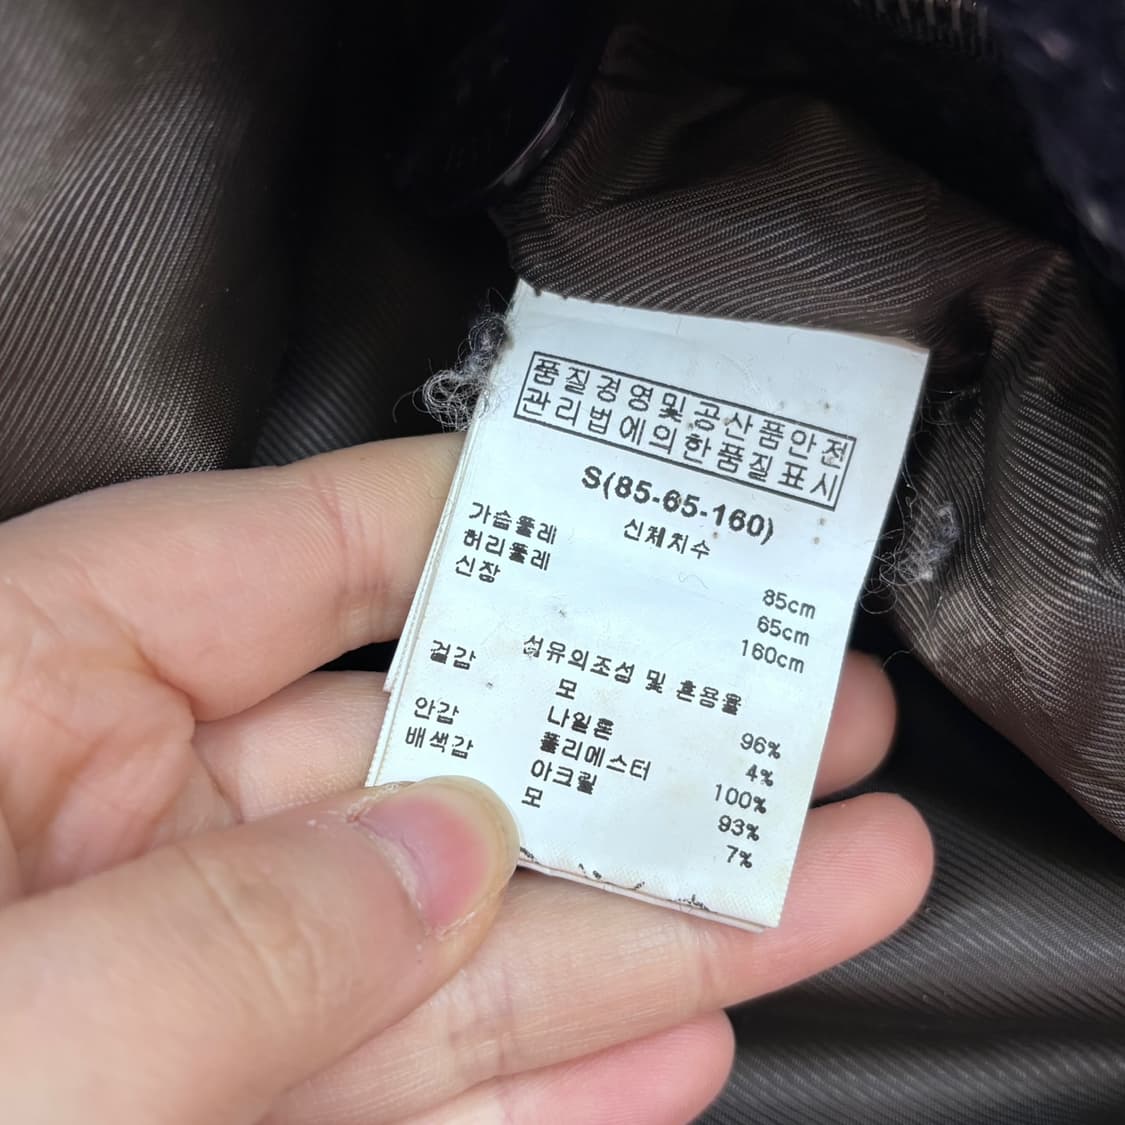 품질경영및공산품안전
관리법에의한품질표시
S(85-65-160)
신체치수
가슴둘레 85cm
허리둘레 65cm
신장 160cm
섬유의조성 및 혼용율
겉감 모 96%
나일론 4%
안감 폴리에스터 100%
배색감 아크릴 93%
모 7%